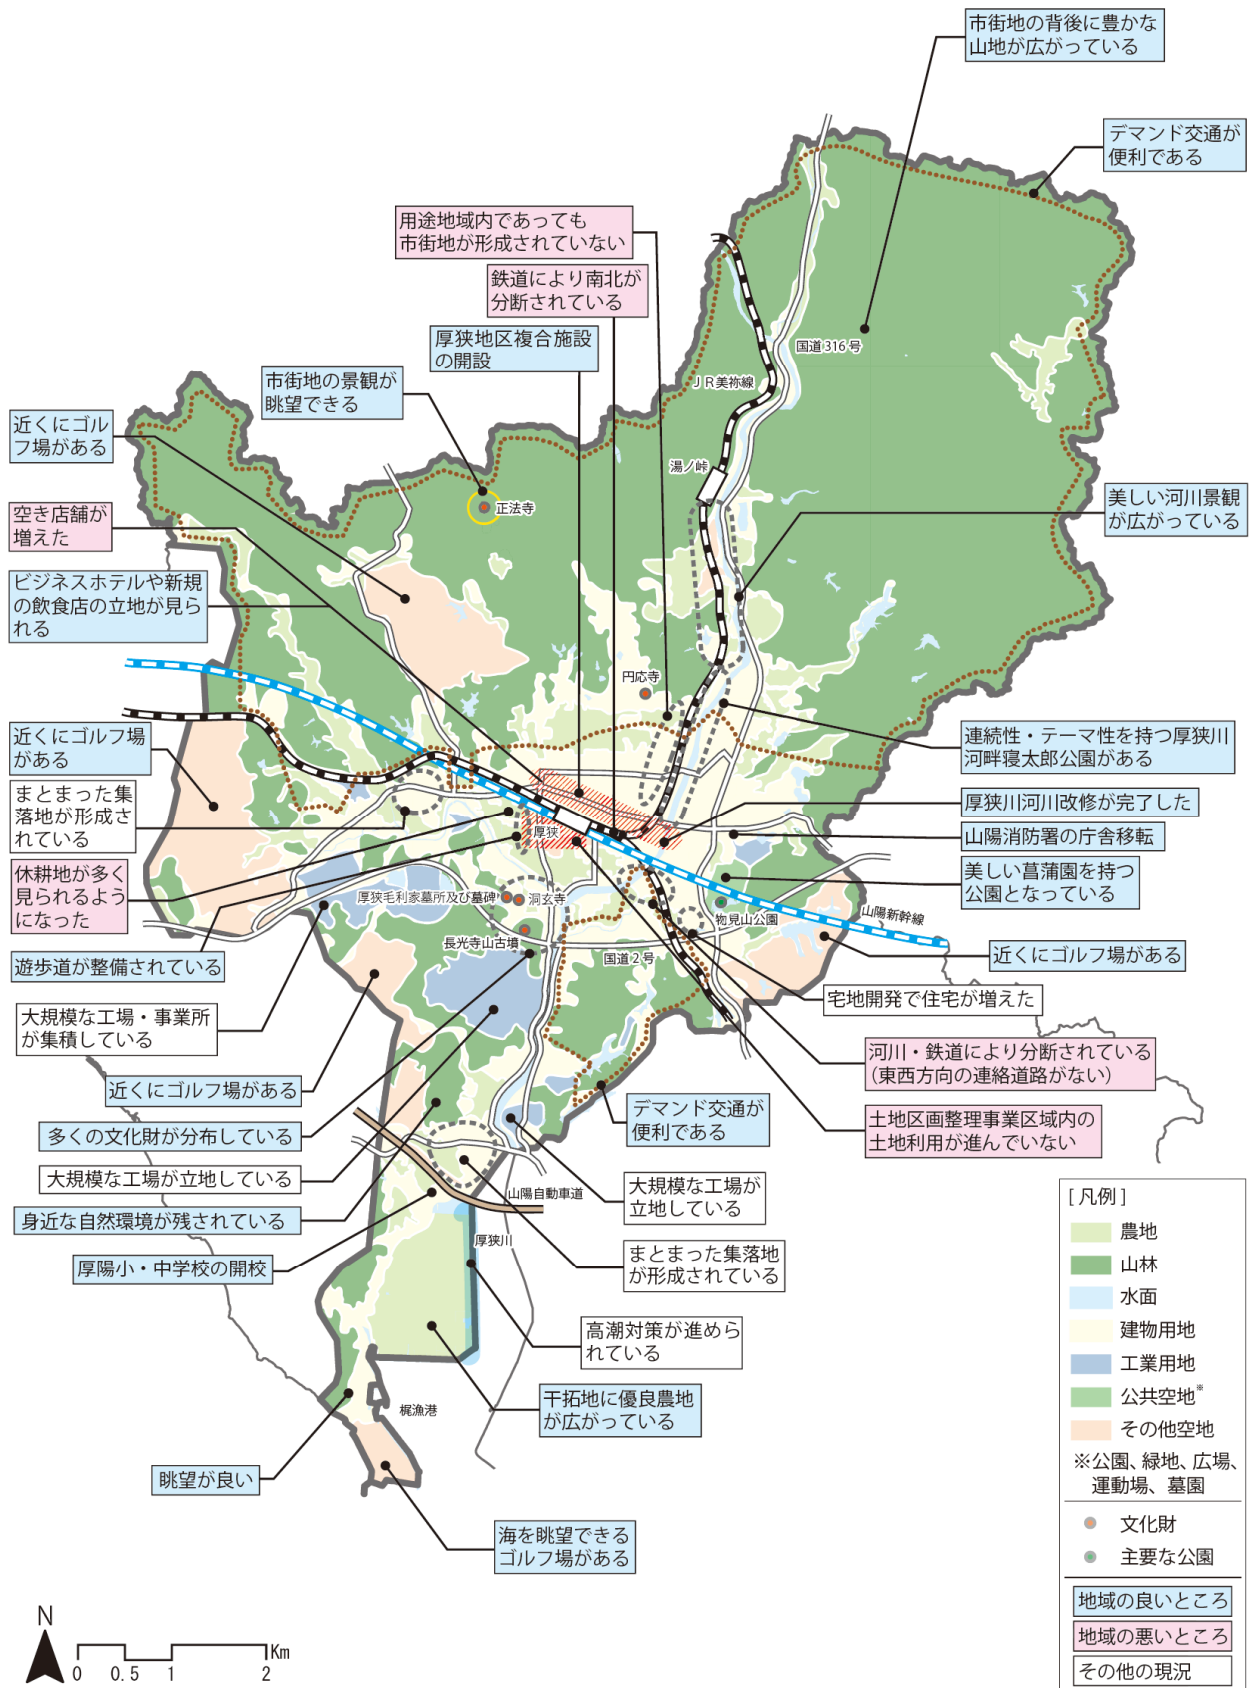 市街地の背後に豊かな
山地が広がっている
デマンド交通が
便利である
用途地域内であっても
市街地が形成されていない
鉄道により南北が
分断されている
厚狭地区複合施設
の開設
市街地の景観が
眺望できる
近くにゴル
フ場がある
空き店舗が
増えた
ビジネスホテルや新規
の飲食店の立地が見ら
れる
国道316号
JR美祢線
湯ノ峠
正法寺
美しい河川景観
が広がっている
円応寺
近くにゴルフ場
がある
まとまった集
落地が形成さ
れている
休耕地が多く
見られるよう
になった
遊歩道が整備されている
連続性・テーマ性を持つ厚狭川
河畔寝太郎公園がある
厚狭川河川改修が完了した
山陽消防署の庁舎移転
美しい菖蒲園を持つ
公園となっている
厚狭
厚狭毛利家墓所及び墓碑
洞玄寺
長光寺山古墳
物見山公園
山陽新幹線
国道2号
近くにゴルフ場がある
宅地開発で住宅が増えた
大規模な工場・事業所
が集積している
河川・鉄道により分断されている
(東西方向の連絡道路がない)
近くにゴルフ場がある
デマンド交通が
便利である
土地区画整理事業区域内の
土地利用が進んでいない
多くの文化財が分布している
大規模な工場が立地している
身近な自然環境が残されている
山陽自動車道
大規模な工場が
立地している
厚狭川
厚陽小・中学校の開校
まとまった集落地
が形成されている
高潮対策が進めら
れている
干拓地に優良農地
が広がっている
梶漁港
眺望が良い
海を眺望できる
ゴルフ場がある
[凡例]
農地
山林
水面
建物用地
工業用地
公共空地※
その他空地
※公園、緑地、広場、
運動場、墓園
文化財
主要な公園
地域の良いところ
地域の悪いところ
その他の現況
N
0 0.5 1 2 Km